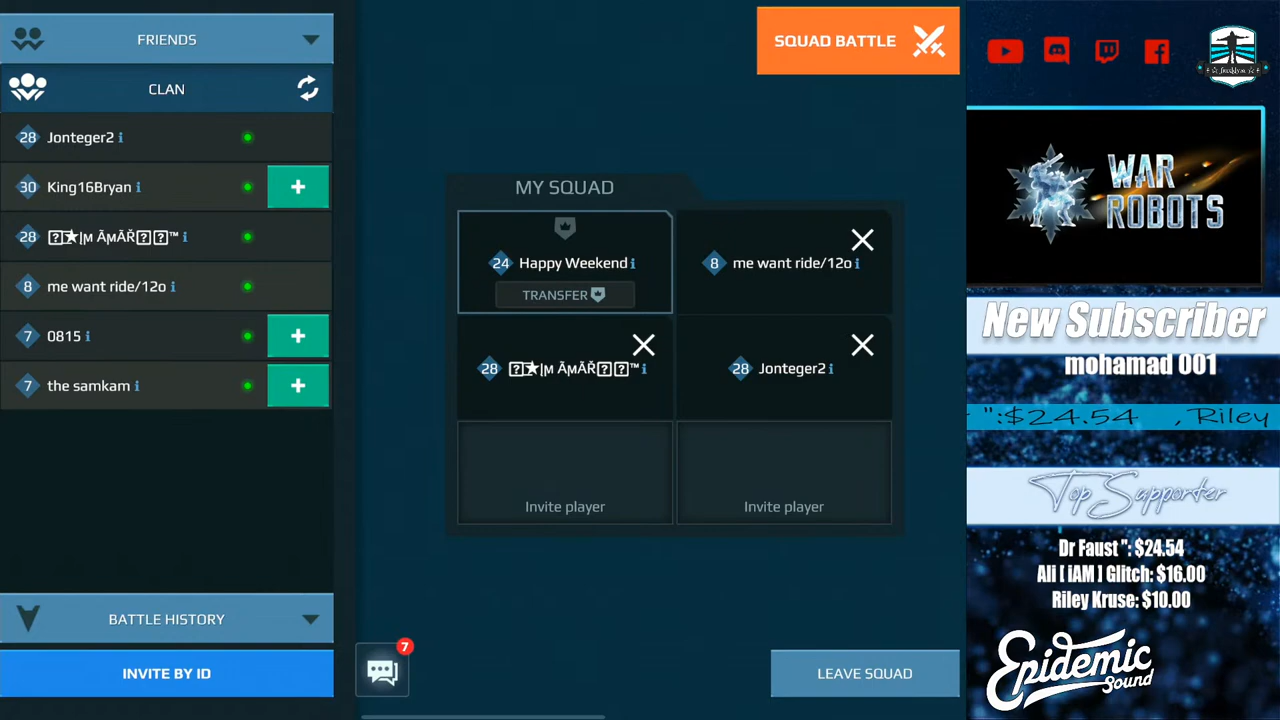 FRIENDS
CLAN
28 Jonteger2 i
30 King16Bryan i
28 ★|м ÃмÃŘ™ i
8 me want ride/12o i
7 0815 i
7 the samkam i
BATTLE HISTORY
INVITE BY ID
SQUAD BATTLE
MY SQUAD
24 Happy Weekend i
TRANSFER
8 me want ride/12o i
28 ★|м ÃмÃŘ™ i
28 Jonteger2 i
Invite player
Invite player
7
LEAVE SQUAD
WAR
ROBOTS
New Subscriber
mohamad 001
":$24.54 , Riley
Top Supporter
Dr Faust ": $24.54
Ali [ iAM ] Glitch: $16.00
Riley Kruse: $10.00
Epidemic
Sound